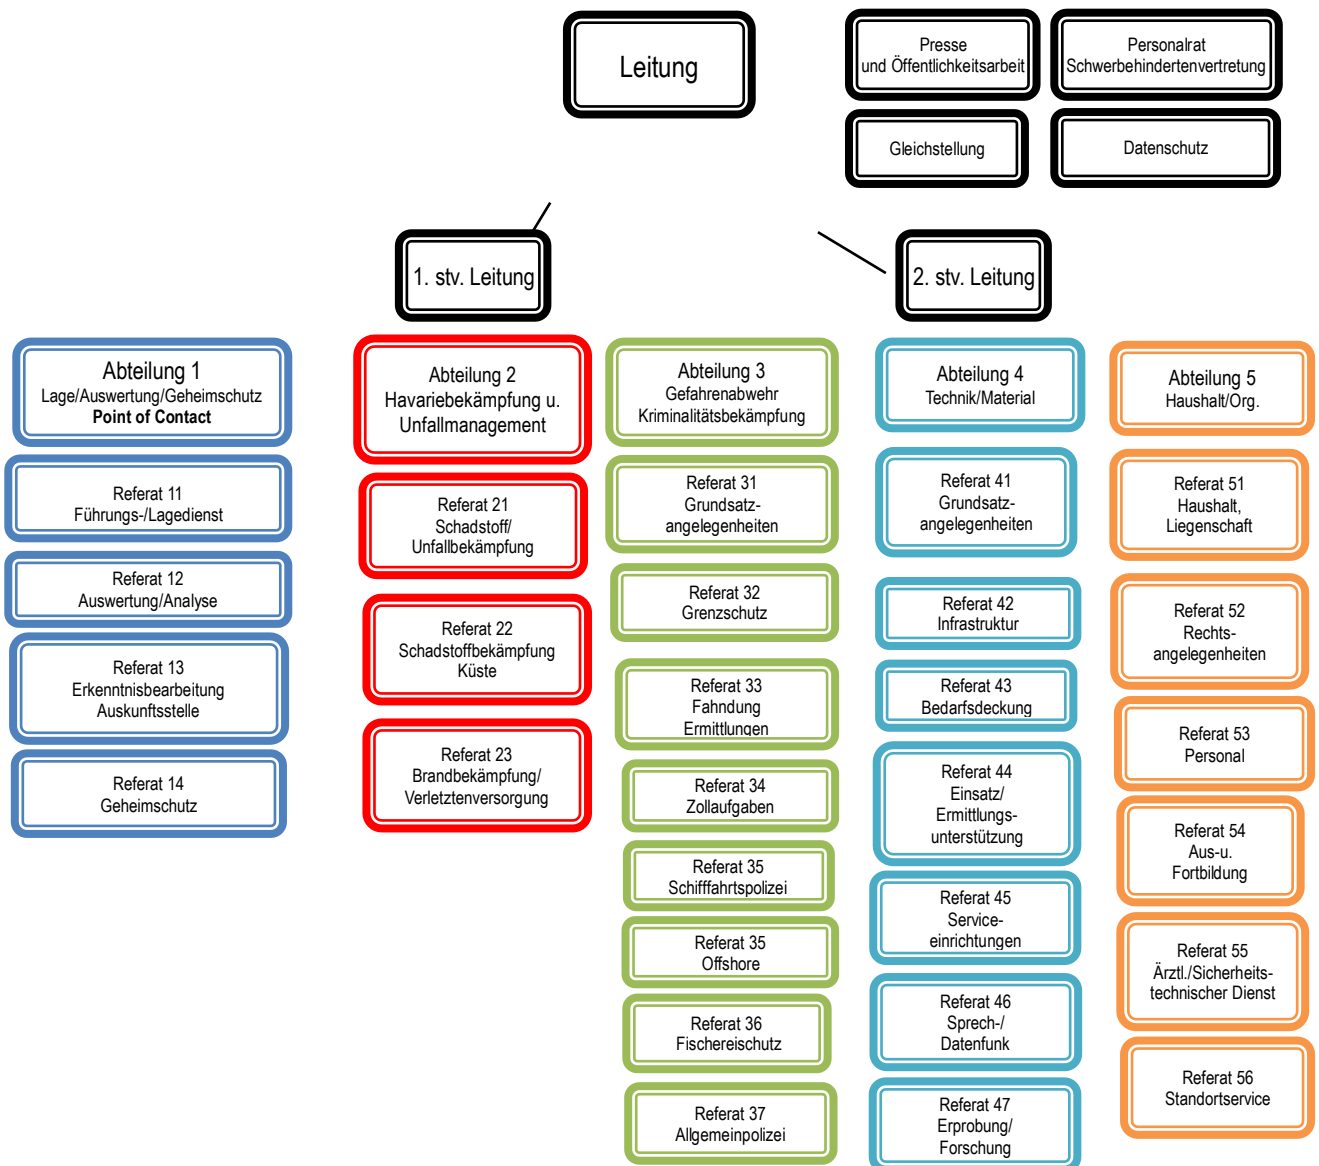 Leitung
Presse
und Öffentlichkeitsarbeit
Personalrat
Schwerbehindertenvertretung
Gleichstellung
Datenschutz
1. stv. Leitung
2. stv. Leitung
Abteilung 1
Lage/Auswertung/Geheimschutz
Point of Contact
Referat 11
Führungs-/Lagedienst
Referat 12
Auswertung/Analyse
Referat 13
Erkenntnisbearbeitung
Auskunftsstelle
Referat 14
Geheimschutz
Abteilung 2
Havariebekämpfung u.
Unfallmanagement
Referat 21
Schadstoff/
Unfallbekämpfung
Referat 22
Schadstoffbekämpfung
Küste
Referat 23
Brandbekämpfung/
Verletztenversorgung
Abteilung 3
Gefahrenabwehr
Kriminalitätsbekämpfung
Referat 31
Grundsatz-
angelegenheiten
Referat 32
Grenzschutz
Referat 33
Fahndung
Ermittlungen
Referat 34
Zollaufgaben
Referat 35
Schifffahrtspolizei
Referat 35
Offshore
Referat 36
Fischereischutz
Referat 37
Allgemeinpolizei
Abteilung 4
Technik/Material
Referat 41
Grundsatz-
angelegenheiten
Referat 42
Infrastruktur
Referat 43
Bedarfsdeckung
Referat 44
Einsatz/
Ermittlungs-
unterstützung
Referat 45
Service-
einrichtungen
Referat 46
Sprech-/
Datenfunk
Referat 47
Erprobung/
Forschung
Abteilung 5
Haushalt/Org.
Referat 51
Haushalt,
Liegenschaft
Referat 52
Rechts-
angelegenheiten
Referat 53
Personal
Referat 54
Aus-u.
Fortbildung
Referat 55
Ärztl./Sicherheits-
technischer Dienst
Referat 56
Standortservice